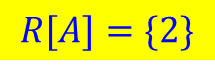 R[A] = {2}